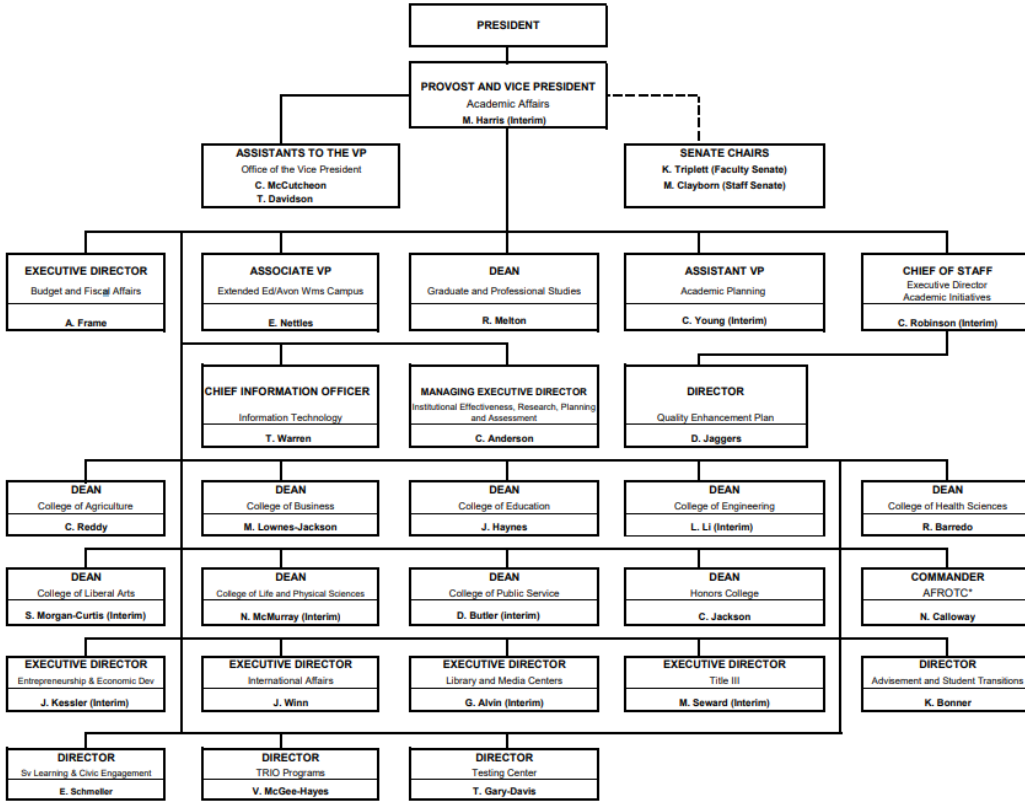 PRESIDENT
PROVOST AND VICE PRESIDENT
Academic Affairs
M. Harris (Interim)
ASSISTANTS TO THE VP
Office of the Vice President
C. McCutcheon
T. Davidson
SENATE CHAIRS
K. Triplett (Faculty Senate)
M. Clayborn (Staff Senate)
EXECUTIVE DIRECTOR
Budget and Fiscal Affairs
A. Frame
ASSOCIATE VP
Extended Ed/Avon Wms Campus
E. Nettles
DEAN
Graduate and Professional Studies
R. Melton
ASSISTANT VP
Academic Planning
C. Young (Interim)
CHIEF OF STAFF
Executive Director
Academic Initiatives
C. Robinson (Interim)
CHIEF INFORMATION OFFICER
Information Technology
T. Warren
MANAGING EXECUTIVE DIRECTOR
Institutional Effectiveness, Research, Planning
and Assessment
C. Anderson
DIRECTOR
Quality Enhancement Plan
D. Jaggers
DEAN
College of Agriculture
C. Reddy
DEAN
College of Business
M. Lownes-Jackson
DEAN
College of Education
J. Haynes
DEAN
College of Engineering
L. Li (Interim)
DEAN
College of Health Sciences
R. Barredo
DEAN
College of Liberal Arts
S. Morgan-Curtis (Interim)
DEAN
College of Life and Physical Sciences
N. McMurray (Interim)
DEAN
College of Public Service
D. Butler (interim)
DEAN
Honors College
C. Jackson
COMMANDER
AFROTC*
N. Calloway
EXECUTIVE DIRECTOR
Entrepreneurship & Economic Dev
J. Kessler (Interim)
EXECUTIVE DIRECTOR
International Affairs
J. Winn
EXECUTIVE DIRECTOR
Library and Media Centers
G. Alvin (Interim)
EXECUTIVE DIRECTOR
Title III
M. Seward (Interim)
DIRECTOR
Advisement and Student Transitions
K. Bonner
DIRECTOR
Sv Learning & Civic Engagement
E. Schmeller
DIRECTOR
TRIO Programs
V. McGee-Hayes
DIRECTOR
Testing Center
T. Gary-Davis